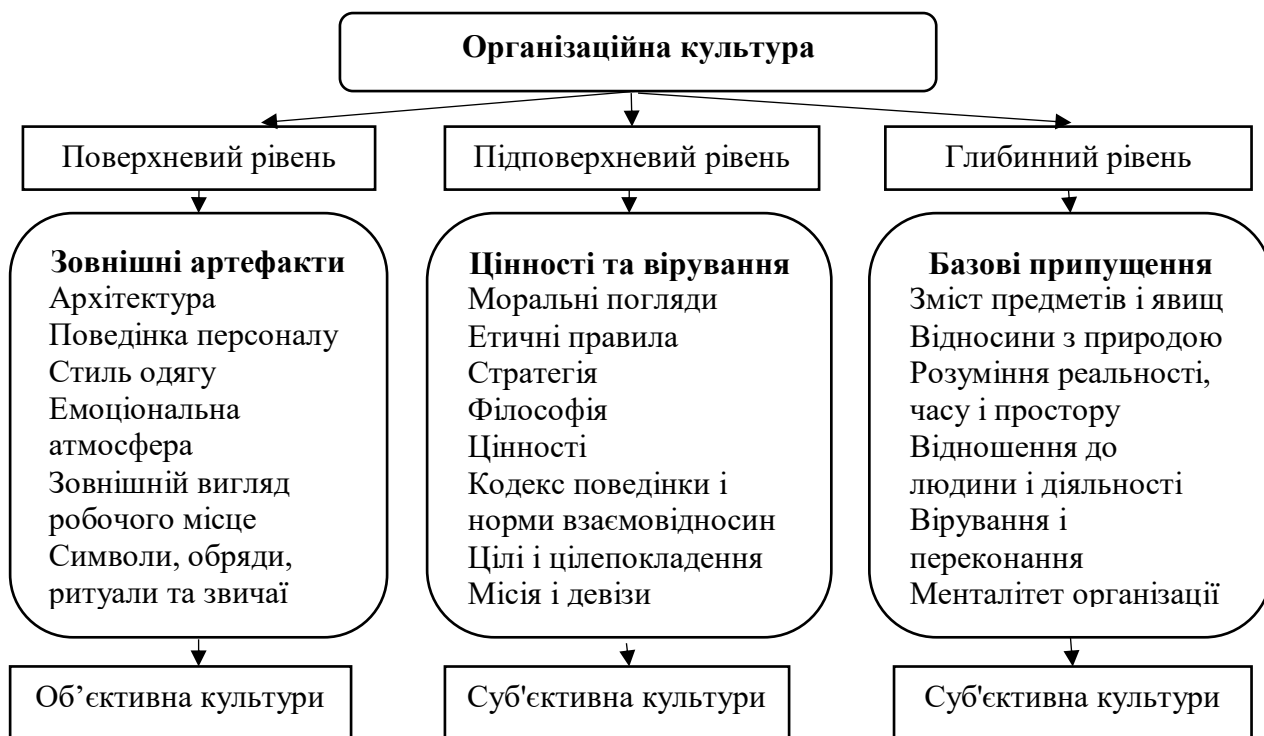 Організаційна культура
Поверхневий рівень
Підповерхневий рівень
Глибинний рівень
Зовнішні артефакти
Архітектура
Поведінка персоналу
Стиль одягу
Емоціональна
атмосфера
Зовнішній вигляд
робочого місце
Символи, обряди,
ритуали та звичаї
Цінності та вірування
Моральні погляди
Етичні правила
Стратегія
Філософія
Цінності
Кодекс поведінки і
норми взаємовідносин
Цілі і цілепокладення
Місія і девізи
Базові припущення
Зміст предметів і явищ
Відносини з природою
Розуміння реальності,
часу і простору
Відношення до
людини і діяльності
Вірування і
переконання
Менталітет організації
Об’єктивна культури
Суб'єктивна культури
Суб'єктивна культури